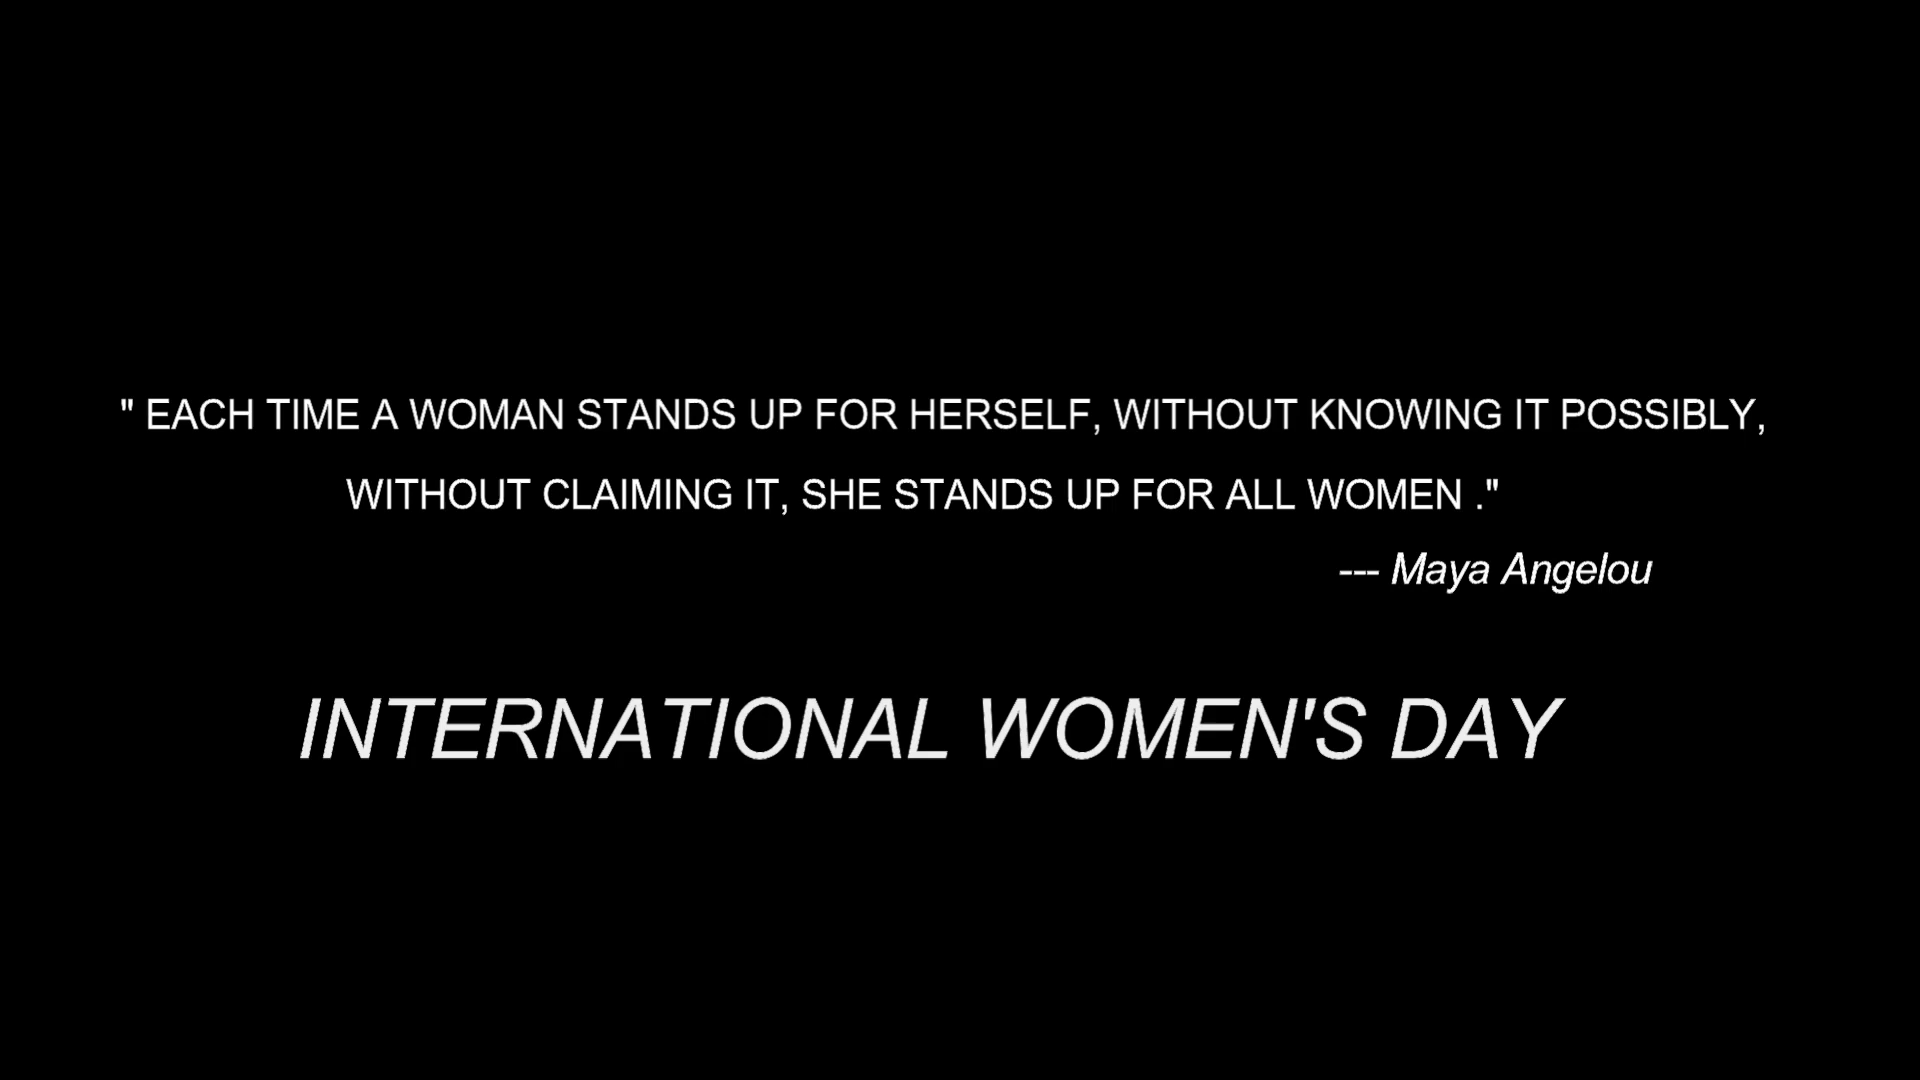 " EACH TIME A WOMAN STANDS UP FOR HERSELF, WITHOUT KNOWING IT POSSIBLY,
WITHOUT CLAIMING IT, SHE STANDS UP FOR ALL WOMEN ."
--- Maya Angelou
INTERNATIONAL WOMEN'S DAY